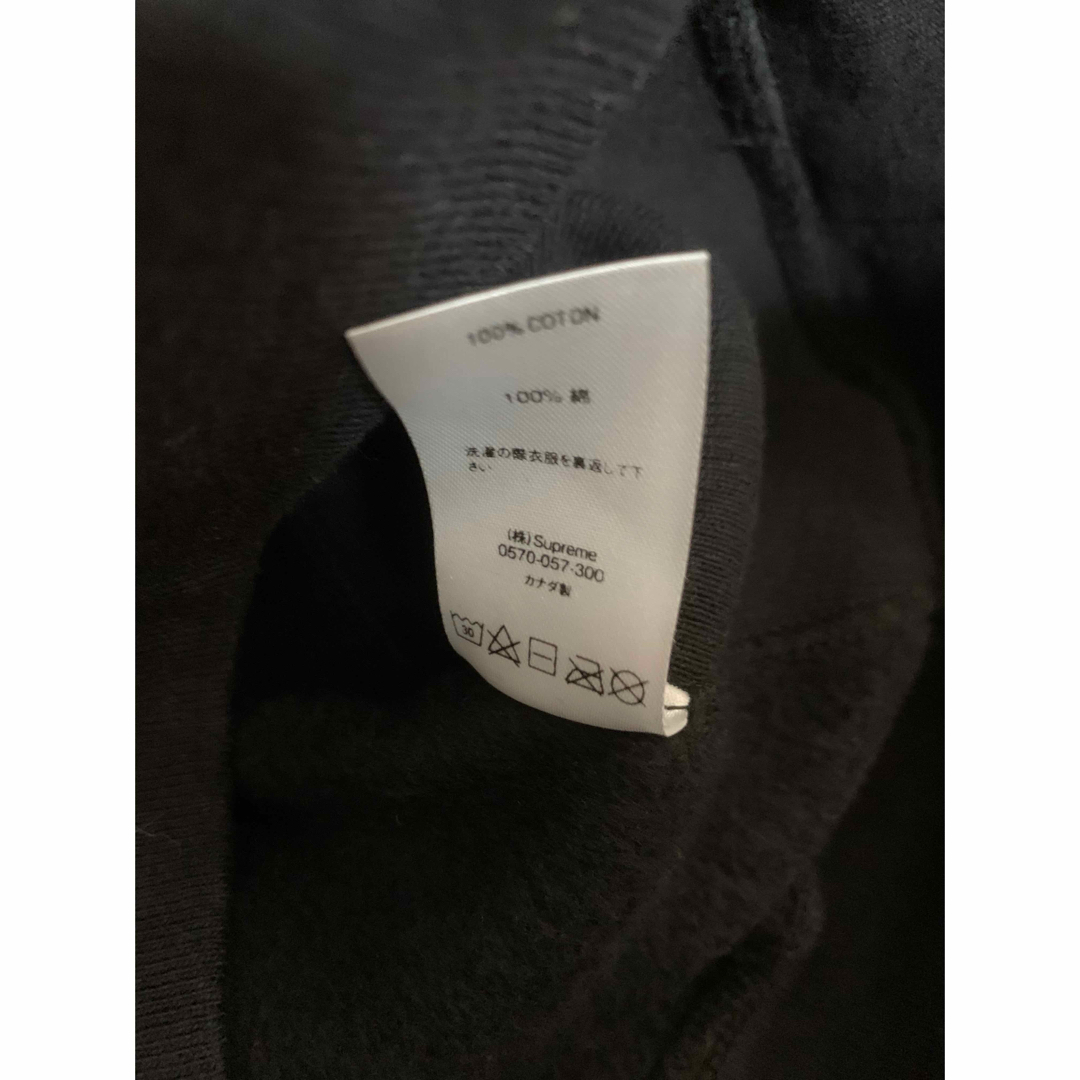 100% COTON
100% 綿
洗濯の際衣服を裏返して下
さい
(株)Supreme
0570-057-300
カナダ製
30